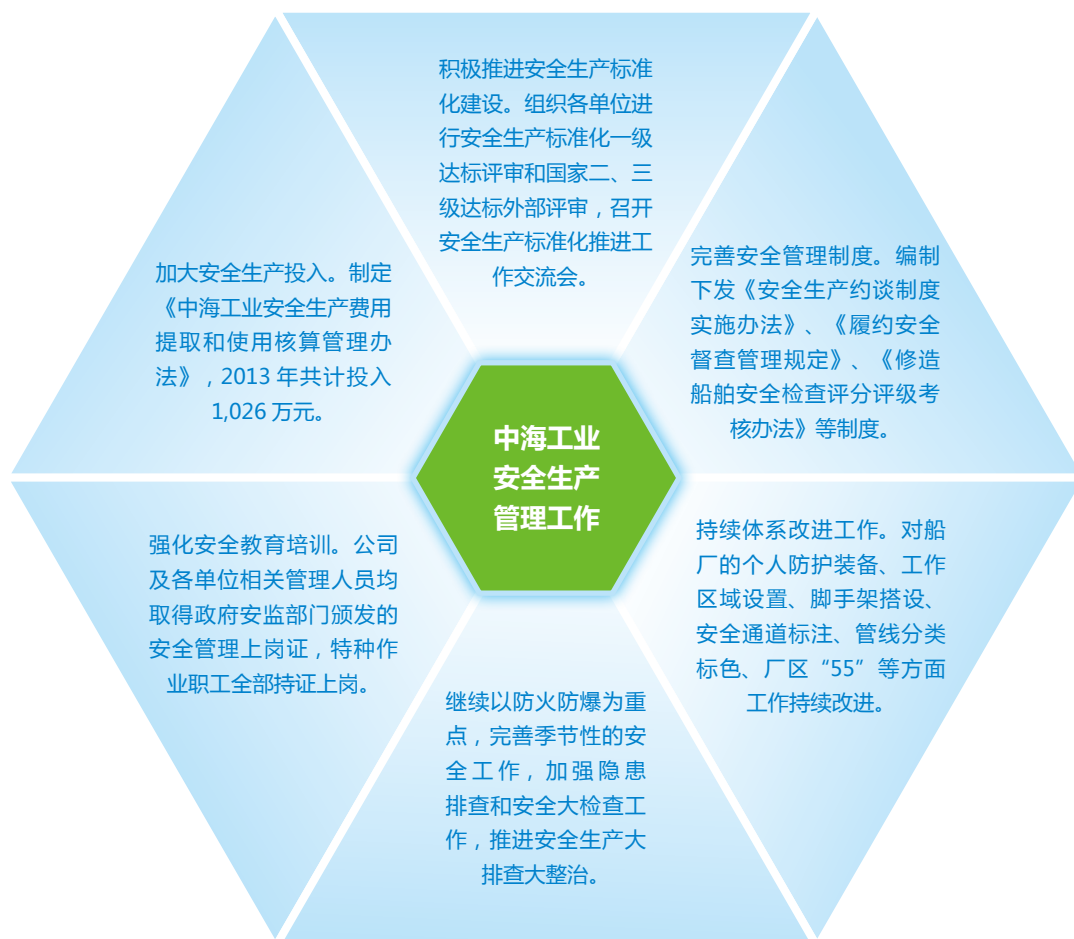 积极推进安全生产标准
化建设。组织各单位进
行安全生产标准化一级
达标评审和国家二、三
级达标外部评审，召开
安全生产标准化推进工
作交流会。
完善安全管理制度。编制
下发《安全生产约谈制度
实施办法》、《履约安全
督查管理规定》、《修造
船舶安全检查评分评级考
核办法》等制度。
持续体系改进工作。对船
厂的个人防护装备、工作
区域设置、脚手架搭设、
安全通道标注、管线分类
标色、厂区“55”等方面
工作持续改进。
继续以防火防爆为重
点，完善季节性的安
全工作，加强隐患
排查和安全大检查工
作，推进安全生产大
排查大整治。
强化安全教育培训。公司
及各单位相关管理人员均
取得政府安监部门颁发的
安全管理上岗证，特种作
业职工全部持证上岗。
加大安全生产投入。制定
《中海工业安全生产费用
提取和使用核算管理办
法》，2013 年共计投入
1,026 万元。
中海工业
安全生产
管理工作